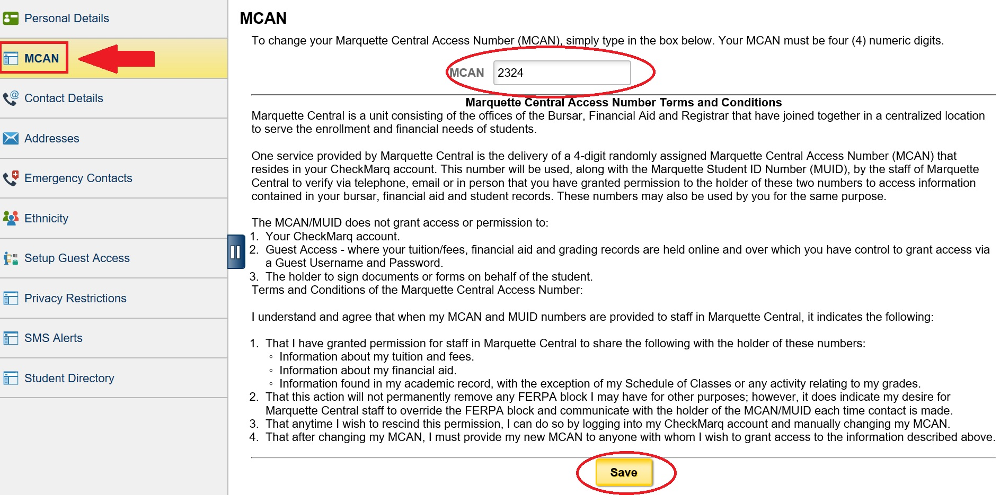 Personal Details
MCAN
Contact Details
Addresses
Emergency Contacts
Ethnicity
Setup Guest Access
Privacy Restrictions
SMS Alerts
Student Directory
MCAN
To change your Marquette Central Access Number (MCAN), simply type in the box below. Your MCAN must be four (4) numeric digits.
MCAN 2324
Marquette Central Access Number Terms and Conditions
Marquette Central is a unit consisting of the offices of the Bursar, Financial Aid and Registrar that have joined together in a centralized location
to serve the enrollment and financial needs of students.
One service provided by Marquette Central is the delivery of a 4-digit randomly assigned Marquette Central Access Number (MCAN) that
resides in your CheckMarq account. This number will be used, along with the Marquette Student ID Number (MUID), by the staff of Marquette
Central to verify via telephone, email or in person that you have granted permission to the holder of these two numbers to access information
contained in your bursar, financial aid and student records. These numbers may also be used by you for the same purpose.
The MCAN/MUID does not grant access or permission to:
1. Your CheckMarq account.
2. Guest Access - where your tuition/fees, financial aid and grading records are held online and over which you have control to grant access via
a Guest Username and Password.
3. The holder to sign documents or forms on behalf of the student.
Terms and Conditions of the Marquette Central Access Number:
I understand and agree that when my MCAN and MUID numbers are provided to staff in Marquette Central, it indicates the following:
1. That I have granted permission for staff in Marquette Central to share the following with the holder of these numbers:
◦ Information about my tuition and fees.
◦ Information about my financial aid.
◦ Information found in my academic record, with the exception of my Schedule of Classes or any activity relating to my grades.
2. That this action will not permanently remove any FERPA block I may have for other purposes; however, it does indicate my desire for
Marquette Central staff to override the FERPA block and communicate with the holder of the MCAN/MUID each time contact is made.
3. That anytime I wish to rescind this permission, I can do so by logging into my CheckMarq account and manually changing my MCAN.
4. That after changing my MCAN, I must provide my new MCAN to anyone with whom I wish to grant access to the information described above.
Save